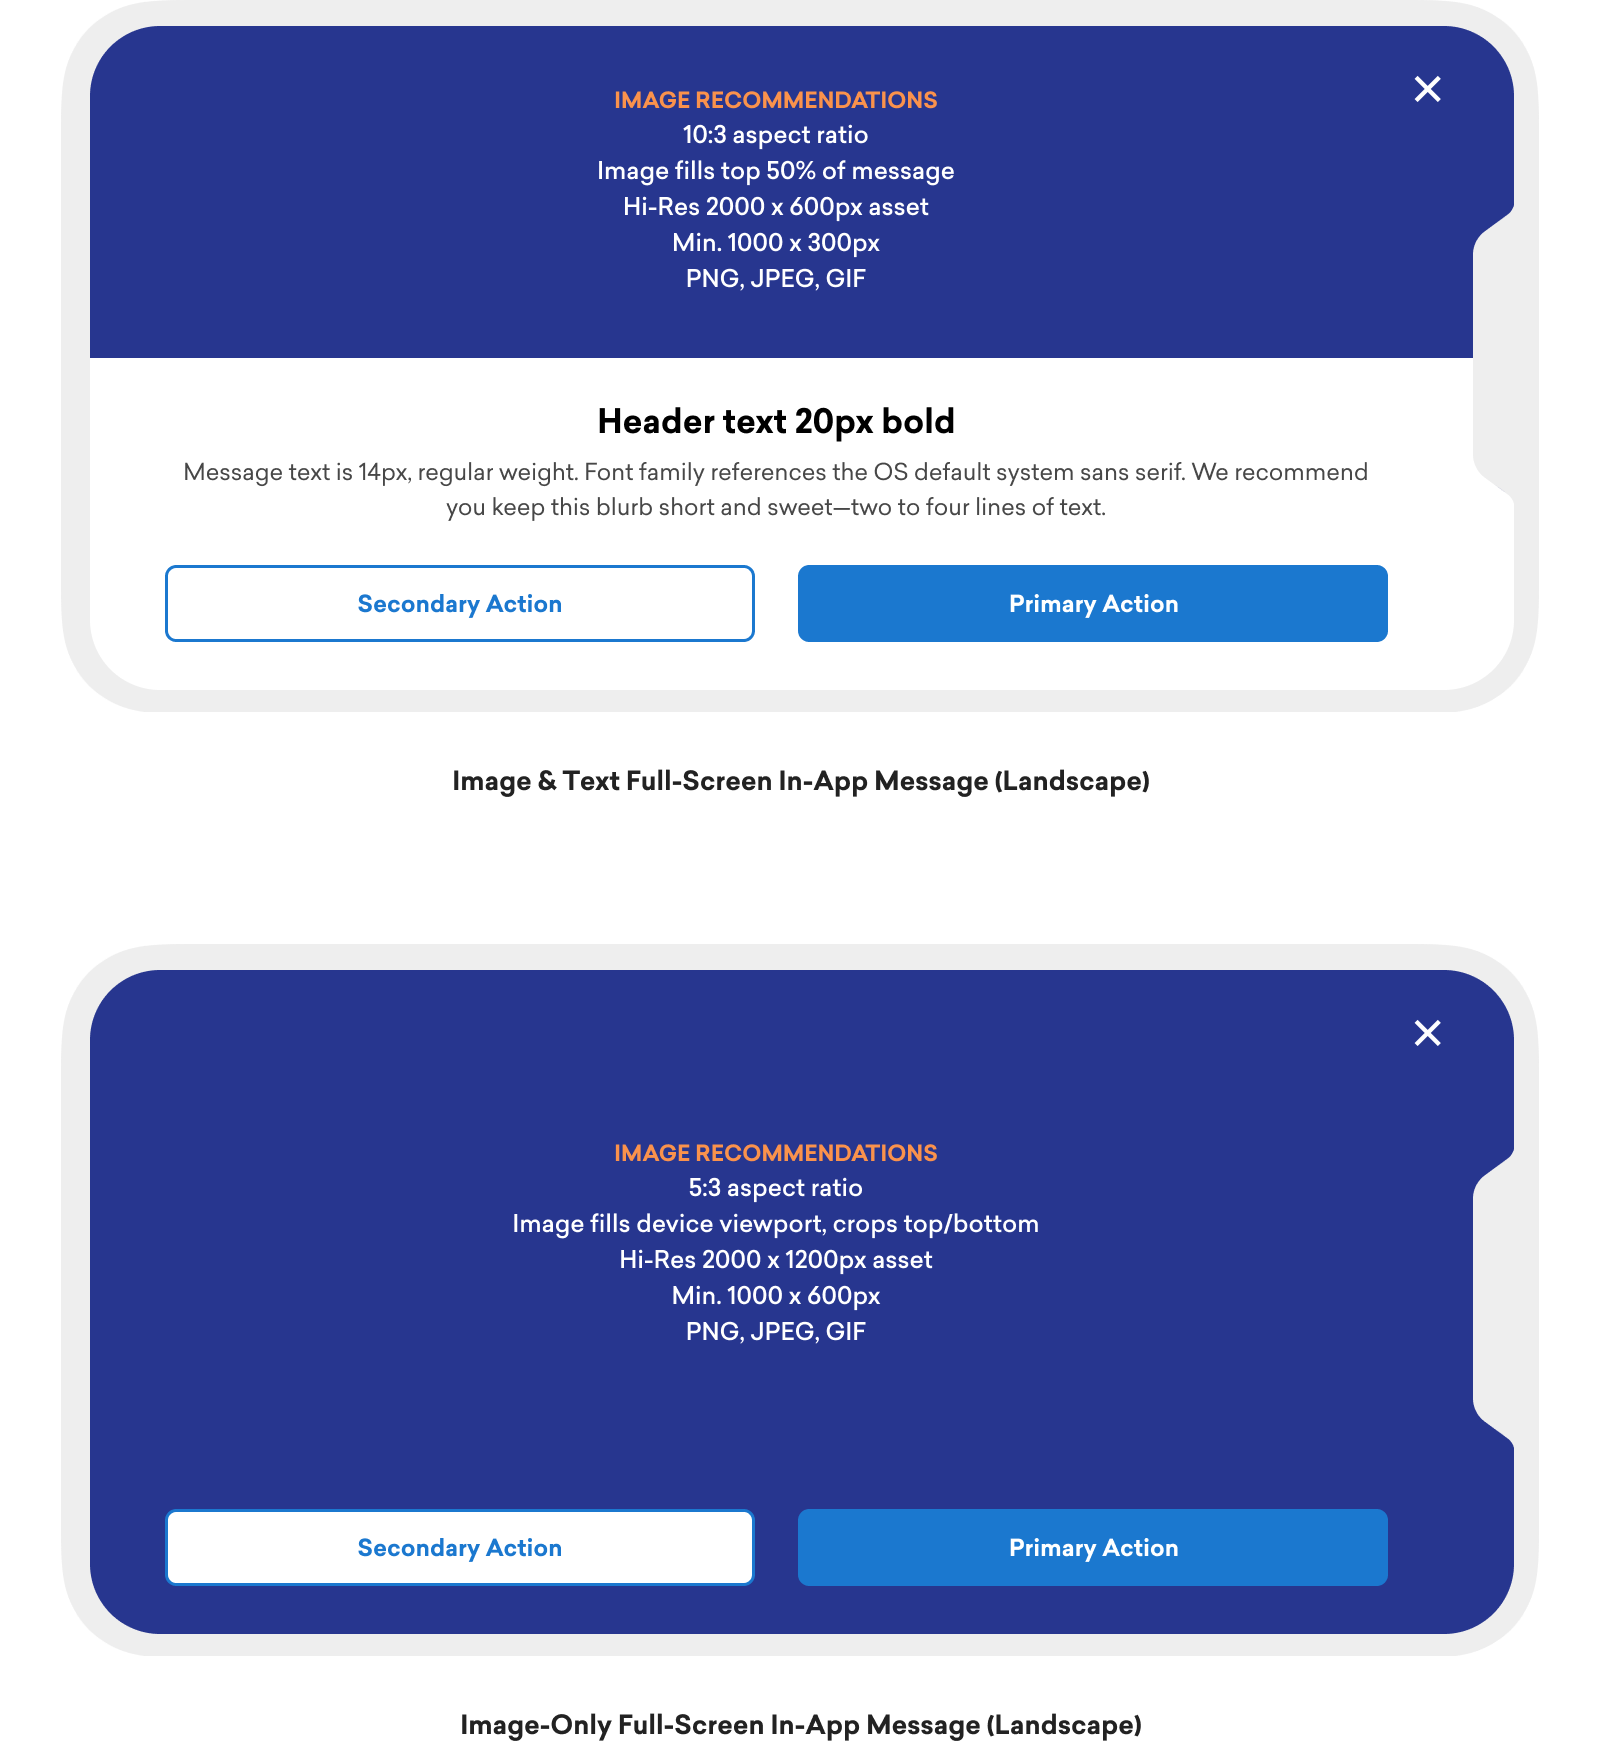 IMAGE RECOMMENDATIONS
10:3 aspect ratio
Image fills top 50% of message
Hi-Res 2000 x 600px asset
Min. 1000 x 300px
PNG, JPEG, GIF
Header text 20px bold
Message text is 14px, regular weight. Font family references the OS default system sans serif. We recommend
you keep this blurb short and sweet—two to four lines of text.
Secondary Action
Primary Action
Image & Text Full-Screen In-App Message (Landscape)
IMAGE RECOMMENDATIONS
5:3 aspect ratio
Image fills device viewport, crops top/bottom
Hi-Res 2000 x 1200px asset
Min. 1000 x 600px
PNG, JPEG, GIF
Secondary Action
Primary Action
Image-Only Full-Screen In-App Message (Landscape)